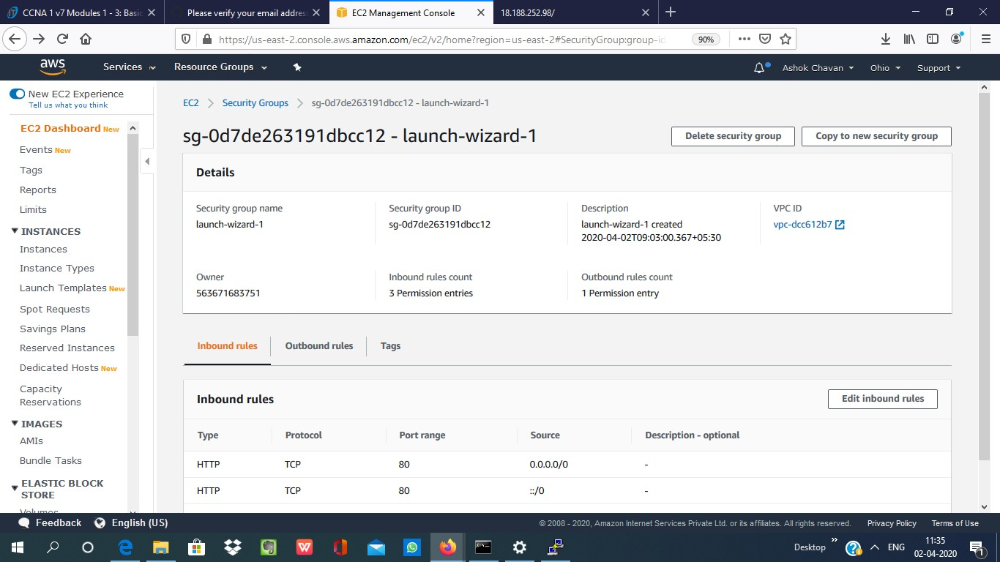 CCNA 1 v7 Modules 1 - 3: Basic
Please verify your email addres
EC2 Management Console
18.188.252.98/
https://us-east-2.console.aws.amazon.com/ec2/v2/home?region=us-east-2#SecurityGroup:group-id
90%
aws
Services
Resource Groups
Ashok Chavan
Ohio
Support
New EC2 Experience
Tell us what you think
EC2 Dashboard New
Events New
Tags
Reports
Limits
INSTANCES
Instances
Instance Types
Launch Templates New
Spot Requests
Savings Plans
Reserved Instances
Dedicated Hosts New
Capacity
Reservations
IMAGES
AMIs
Bundle Tasks
ELASTIC BLOCK
STORE
Volumes
EC2 > Security Groups > sg-0d7de263191dbcc12 - launch-wizard-1
sg-0d7de263191dbcc12 - launch-wizard-1
Delete security group
Copy to new security group
Details
Security group name
launch-wizard-1
Security group ID
sg-0d7de263191dbcc12
Description
launch-wizard-1 created
2020-04-02T09:03:00.367+05:30
VPC ID
vpc-dcc612b7
Owner
563671683751
Inbound rules count
3 Permission entries
Outbound rules count
1 Permission entry
Inbound rules
Outbound rules
Tags
Inbound rules
Edit inbound rules
Type Protocol Port range Source Description - optional
HTTP TCP 80 0.0.0.0/0 -
HTTP TCP 80 ::/0 -
Feedback
English (US)
© 2008 - 2020, Amazon Internet Services Private Ltd. or its affiliates. All rights reserved.
Privacy Policy
Terms of Use
Desktop
ENG
11:35
02-04-2020
1